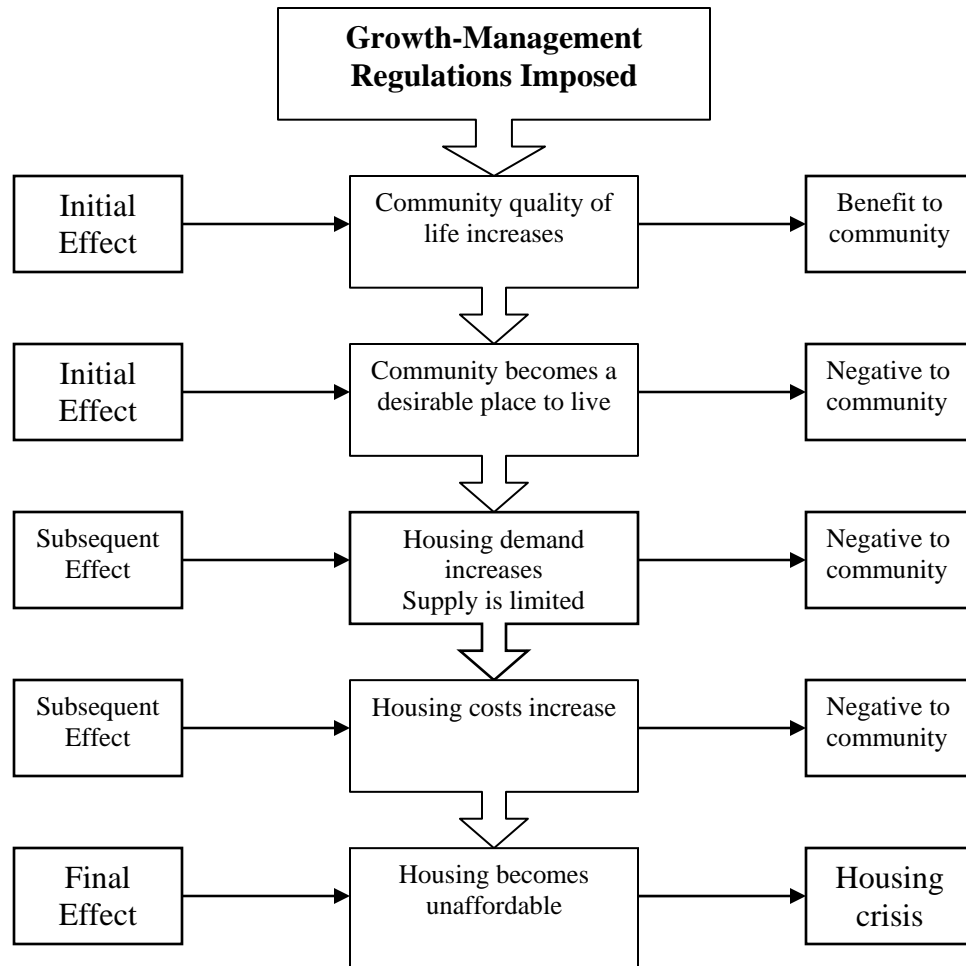 Growth-Management
Regulations Imposed
Initial
Effect
Community quality of
life increases
Benefit to
community
Initial
Effect
Community becomes a
desirable place to live
Negative to
community
Subsequent
Effect
Housing demand
increases
Supply is limited
Negative to
community
Subsequent
Effect
Housing costs increase
Negative to
community
Final
Effect
Housing becomes
unaffordable
Housing
crisis